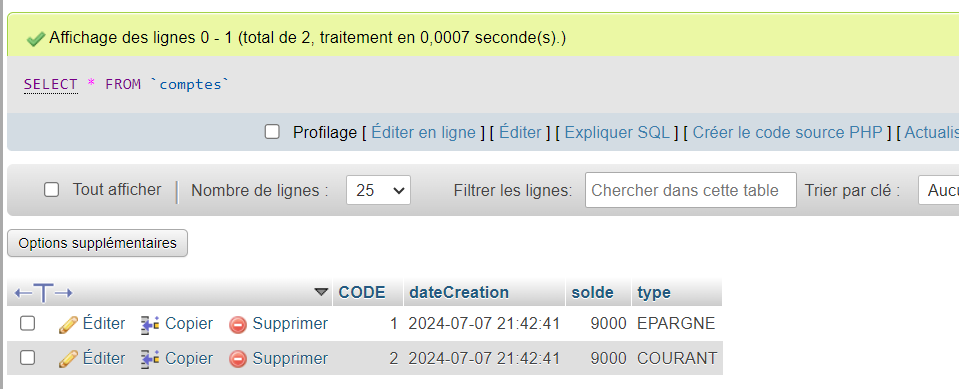 Affichage des lignes 0 - 1 (total de 2, traitement en 0,0007 seconde(s).)
SELECT * FROM `comptes`
Profilage [ Éditer en ligne ] [ Éditer ] [ Expliquer SQL ] [ Créer le code source PHP ] [ Actualis
Tout afficher Nombre de lignes : 25 Filtrer les lignes: Chercher dans cette table Trier par clé : Aucu
Options supplémentaires
CODE dateCreation solde type
Éditer Copier Supprimer 1 2024-07-07 21:42:41 9000 EPARGNE
Éditer Copier Supprimer 2 2024-07-07 21:42:41 9000 COURANT